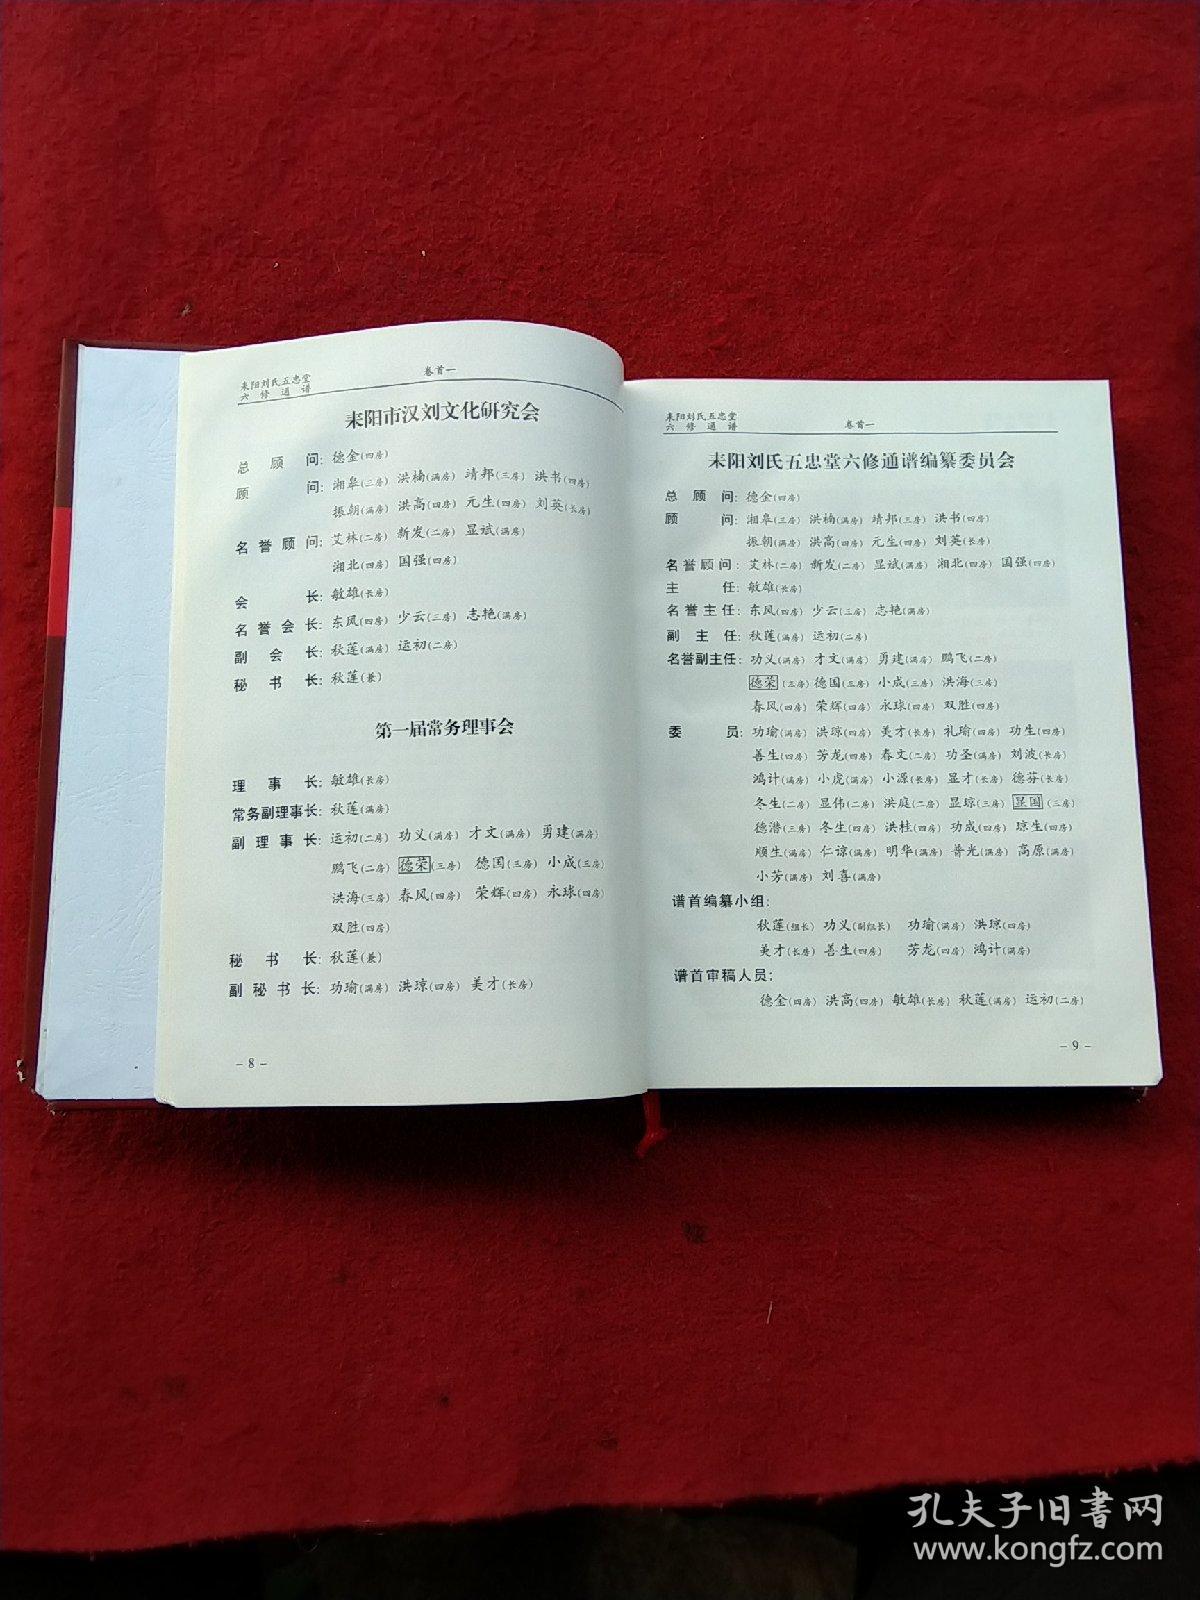 耒阳刘氏五忠堂
六修通谱
卷首一
耒阳市汉刘文化研究会
总顾问：德金(四房)
顾问：湘皋(三房) 洪楠(满房) 靖邦(三房) 洪书(四房)
振朝(满房) 洪高(四房) 元生(四房) 刘英(长房)
名誉顾问：艾林(二房) 新发(二房) 显斌(满房)
湘北(四房) 国强(四房)
会长：敏雄(长房)
名誉会长：东风(四房) 少云(三房) 志艳(满房)
副会长：秋莲(满房) 运初(二房)
秘书长：秋莲(兼)
第一届常务理事会
理事长：敏雄(长房)
常务副理事长：秋莲(满房)
副理事长：运初(二房) 功义(满房) 才文(满房) 勇建(满房)
鹏飞(二房) 德荣(三房) 德国(三房) 小成(三房)
洪海(三房) 春风(四房) 荣辉(四房) 永球(四房)
双胜(四房)
秘书长：秋莲(兼)
副秘书长：功瑜(满房) 洪琼(四房) 美才(长房)
- 8 -
耒阳刘氏五忠堂
六修通谱
卷首一
耒阳刘氏五忠堂六修通谱编纂委员会
总顾问：德金(四房)
顾问：湘皋(三房) 洪楠(满房) 靖邦(三房) 洪书(四房)
振朝(满房) 洪高(四房) 元生(四房) 刘英(长房)
名誉顾问：艾林(二房) 新发(二房) 显斌(满房) 湘北(四房) 国强(四房)
主任：敏雄(长房)
名誉主任：东风(四房) 少云(三房) 志艳(满房)
副主任：秋莲(满房) 运初(二房)
名誉副主任：功义(满房) 才文(满房) 勇建(满房) 鹏飞(二房)
德荣(三房) 德国(三房) 小成(三房) 洪海(三房)
春风(四房) 荣辉(四房) 永球(四房) 双胜(四房)
委员：功瑜(满房) 洪琼(四房) 美才(长房) 礼瑜(四房) 功生(四房)
善生(四房) 芳龙(四房) 春文(二房) 功圣(满房) 刘波(长房)
鸿计(满房) 小虎(满房) 小源(长房) 显才(长房) 德芬(长房)
冬生(二房) 显伟(二房) 洪庭(二房) 显琼(三房) 显国(三房)
德潜(三房) 冬生(四房) 洪桂(四房) 功成(四房) 琼生(四房)
顺生(满房) 仁谅(满房) 明华(满房) 普光(满房) 高原(满房)
小芳(满房) 刘喜(满房)
谱首编纂小组：
秋莲(组长) 功义(副组长) 功瑜(满房) 洪琼(四房)
美才(长房) 善生(四房) 芳龙(四房) 鸿计(满房)
谱首审稿人员：
德金(四房) 洪高(四房) 敏雄(长房) 秋莲(满房) 运初(二房)
- 9 -
孔夫子旧书网
www.kongfz.com